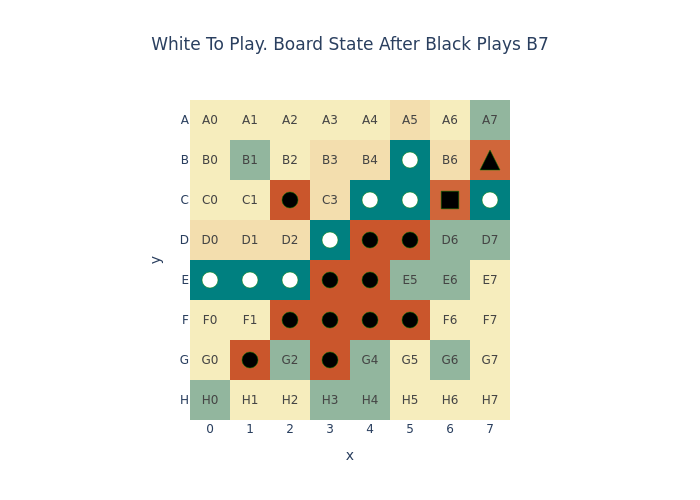 White To Play. Board State After Black Plays B7
A A0 A1 A2 A3 A4 A5 A6 A7
B B0 B1 B2 B3 B4 B6
C C0 C1 C3
D D0 D1 D2 D6 D7
y
E E5 E6 E7
F F0 F1 F6 F7
G G0 G2 G4 G5 G6 G7
H H0 H1 H2 H3 H4 H5 H6 H7
0 1 2 3 4 5 6 7
x